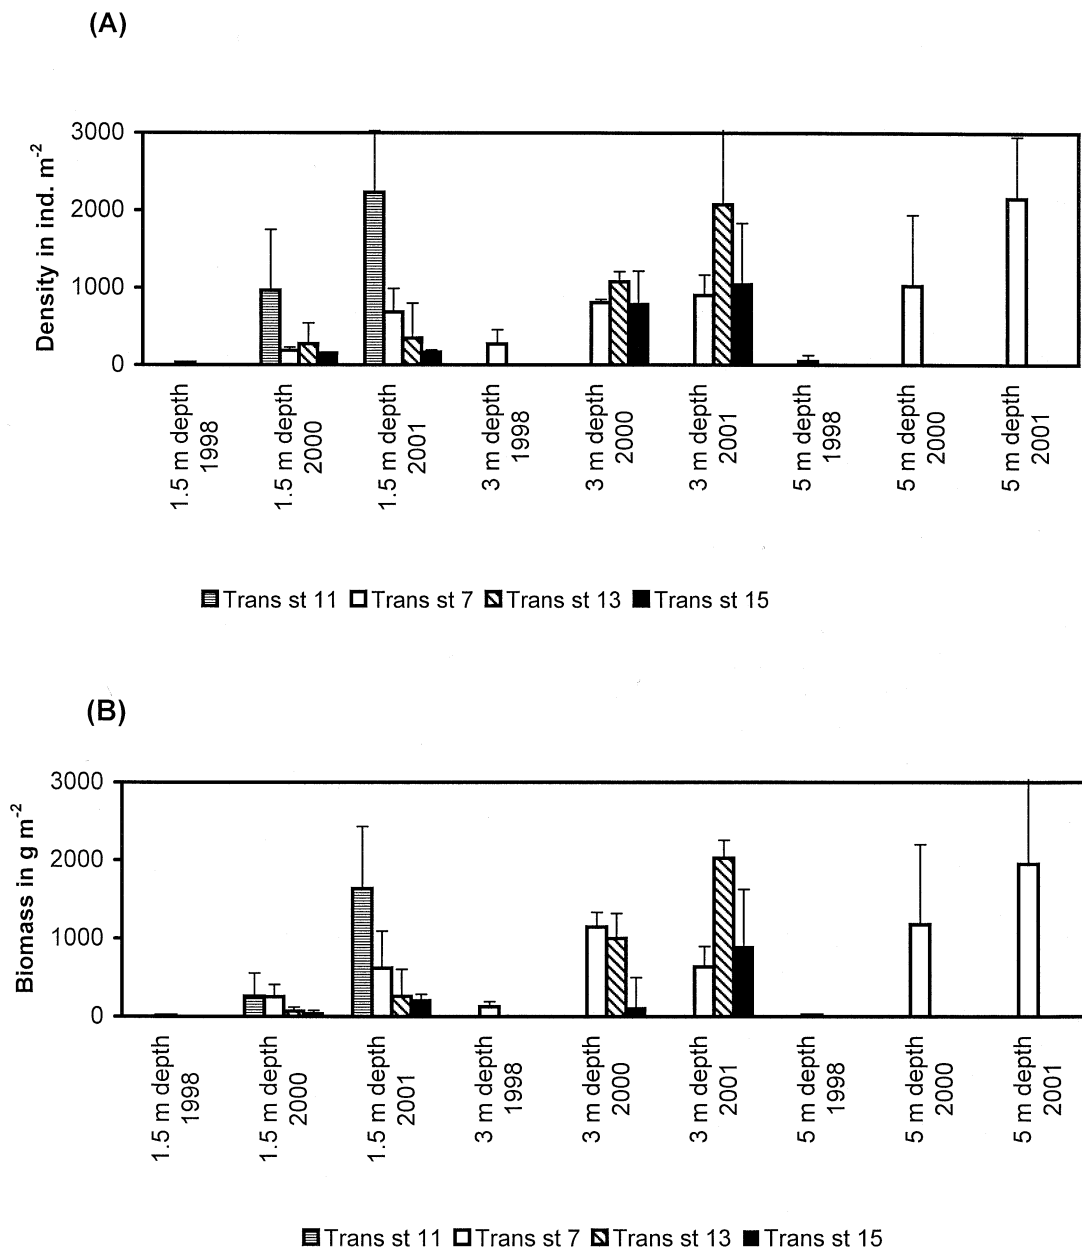 (A)
Density in ind. m-2
3000
2000
1000
0
1.5 m depth
1998
1.5 m depth
2000
1.5 m depth
2001
3 m depth
1998
3 m depth
2000
3 m depth
2001
5 m depth
1998
5 m depth
2000
5 m depth
2001
Trans st 11 Trans st 7 Trans st 13 Trans st 15
(B)
Biomass in g m-2
3000
2000
1000
0
1.5 m depth
1998
1.5 m depth
2000
1.5 m depth
2001
3 m depth
1998
3 m depth
2000
3 m depth
2001
5 m depth
1998
5 m depth
2000
5 m depth
2001
Trans st 11 Trans st 7 Trans st 13 Trans st 15